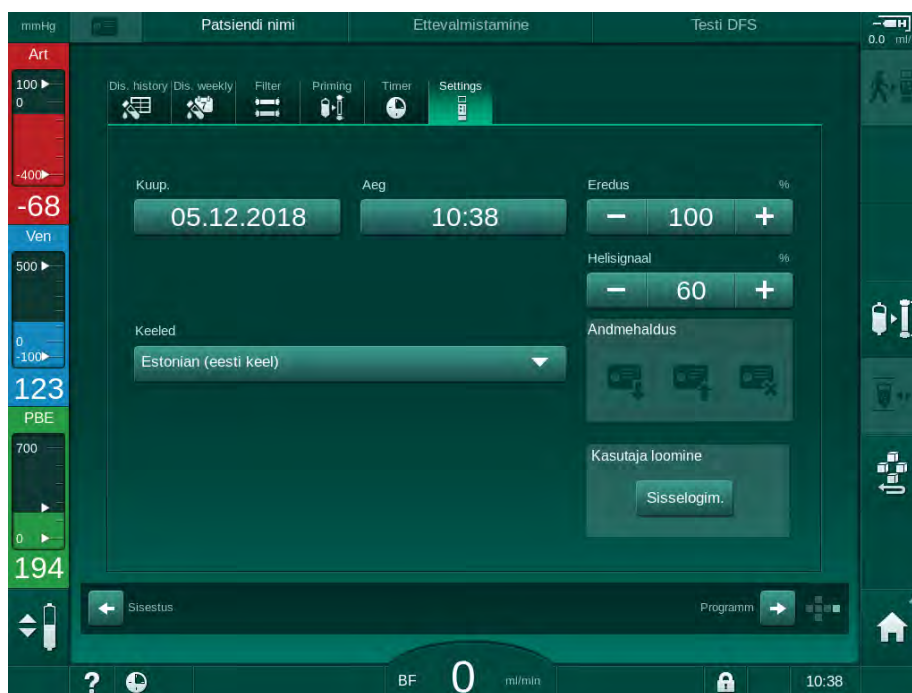 mmHg Patsiendi nimi Ettevalmistamine Testi DFS
0.0 ml/
Art
100
0
-400
-68
Ven
500
0
-100
123
PBE
700
0
194
Dis. history Dis. weekly Filter Priming Timer Settings
Kuup. Aeg Eredus %
05.12.2018 10:38 − 100 +
Helisignaal %
− 60 +
Keeled Andmehaldus
Estonian (eesti keel)
Kasutaja loomine
Sisselogim.
Sisestus Programm
? BF 0 ml/min 10:38